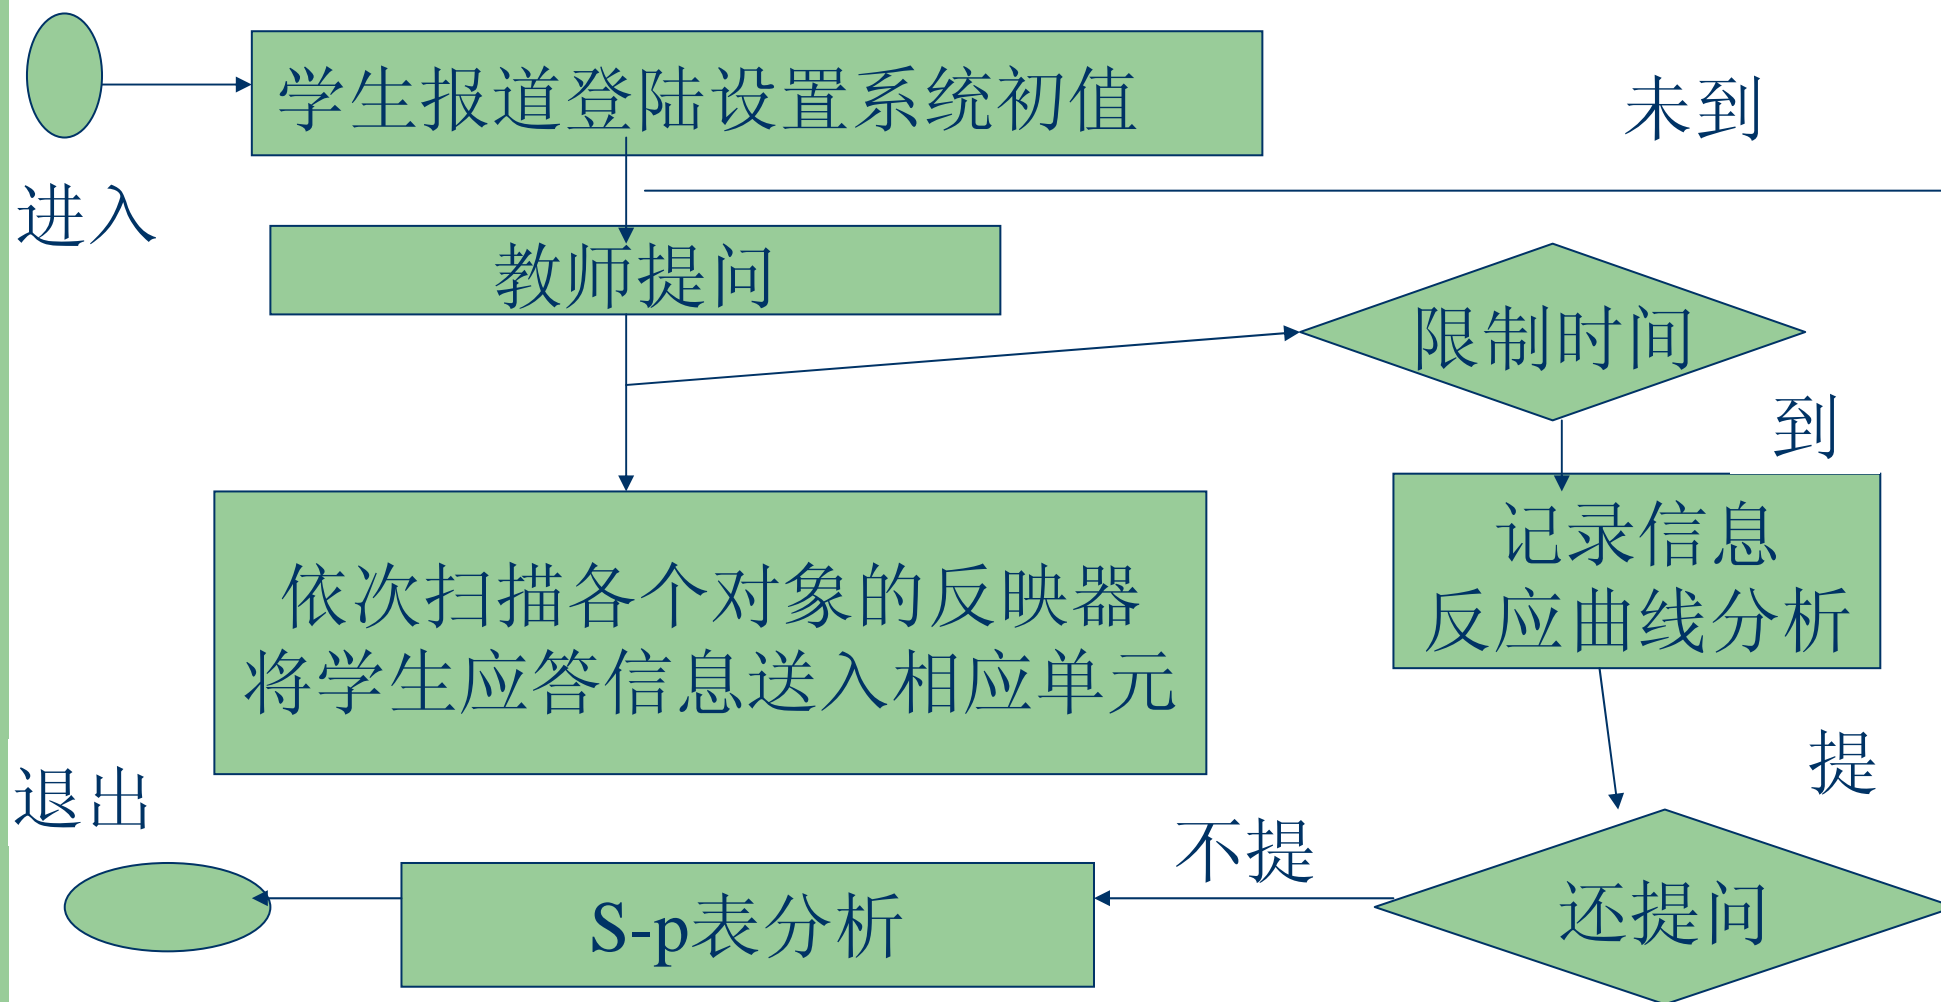 学生报道登陆设置系统初值
未到
进入
教师提问
限制时间
到
记录信息
反应曲线分析
依次扫描各个对象的反映器
将学生应答信息送入相应单元
提
退出
不提
还提问
S-p表分析